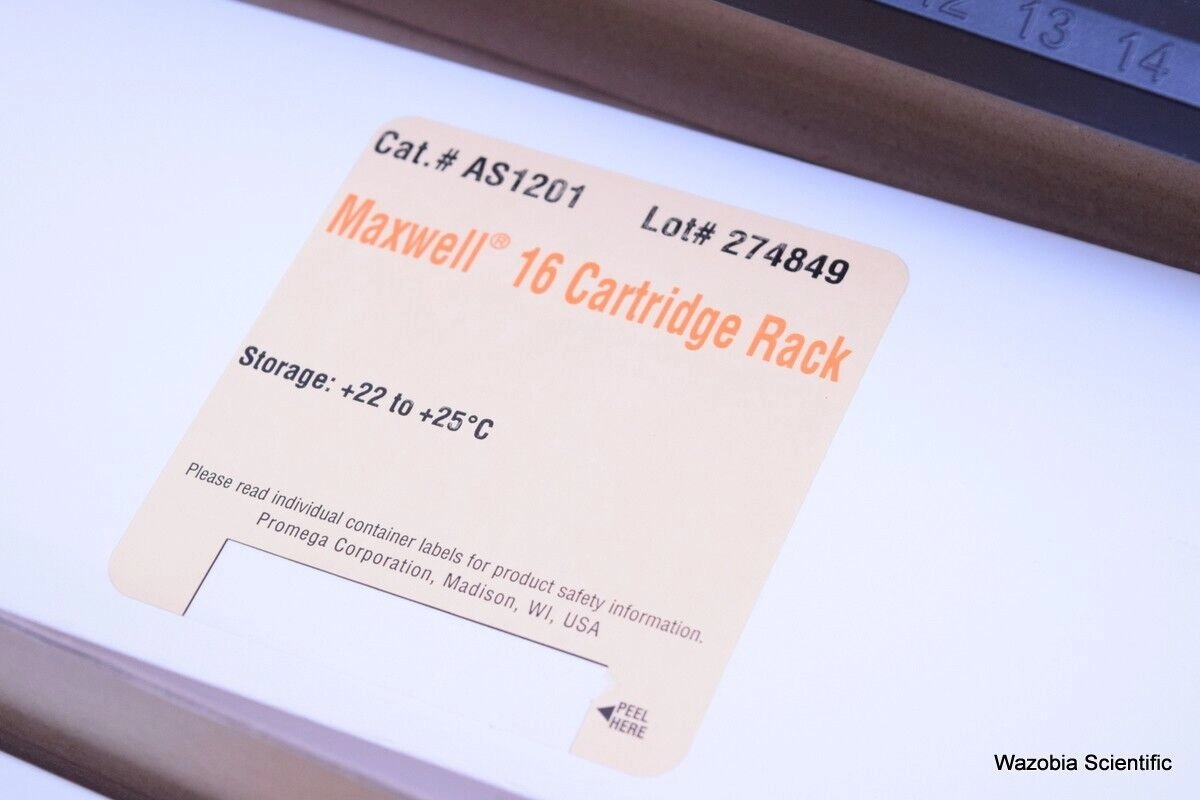 12 13 14
Cat.# AS1201 Lot# 274849
Maxwell® 16 Cartridge Rack
Storage: +22 to +25°C
Please read individual container labels for product safety information.
Promega Corporation, Madison, WI, USA
PEEL
HERE
Wazobia Scientific